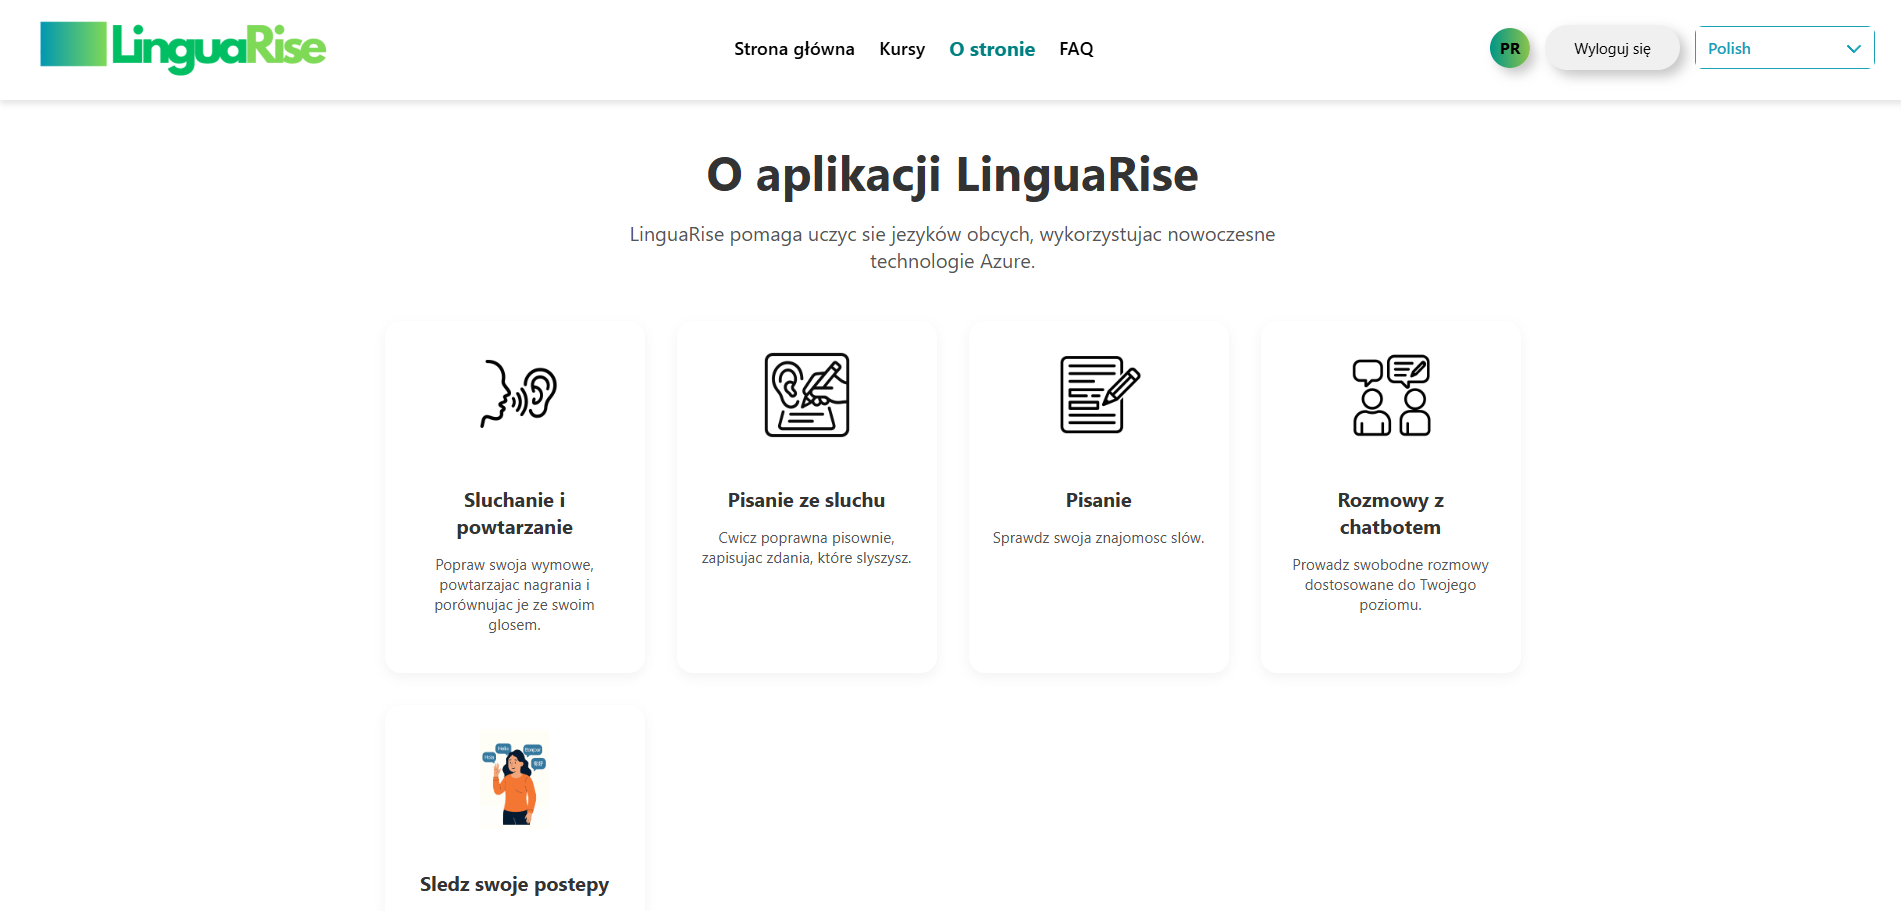 LinguaRise
Strona główna Kursy O stronie FAQ
PR Wyloguj się Polish
O aplikacji LinguaRise
LinguaRise pomaga uczyc sie jezyków obcych, wykorzystujac nowoczesne
technologie Azure.
Sluchanie i
powtarzanie
Popraw swoja wymowe,
powtarzajac nagrania i
porównujac je ze swoim
glosem.
Pisanie ze sluchu
Cwicz poprawna pisownie,
zapisujac zdania, które slyszysz.
Pisanie
Sprawdz swoja znajomosc slów.
Rozmowy z
chatbotem
Prowadz swobodne rozmowy
dostosowane do Twojego
poziomu.
Sledz swoje postepy